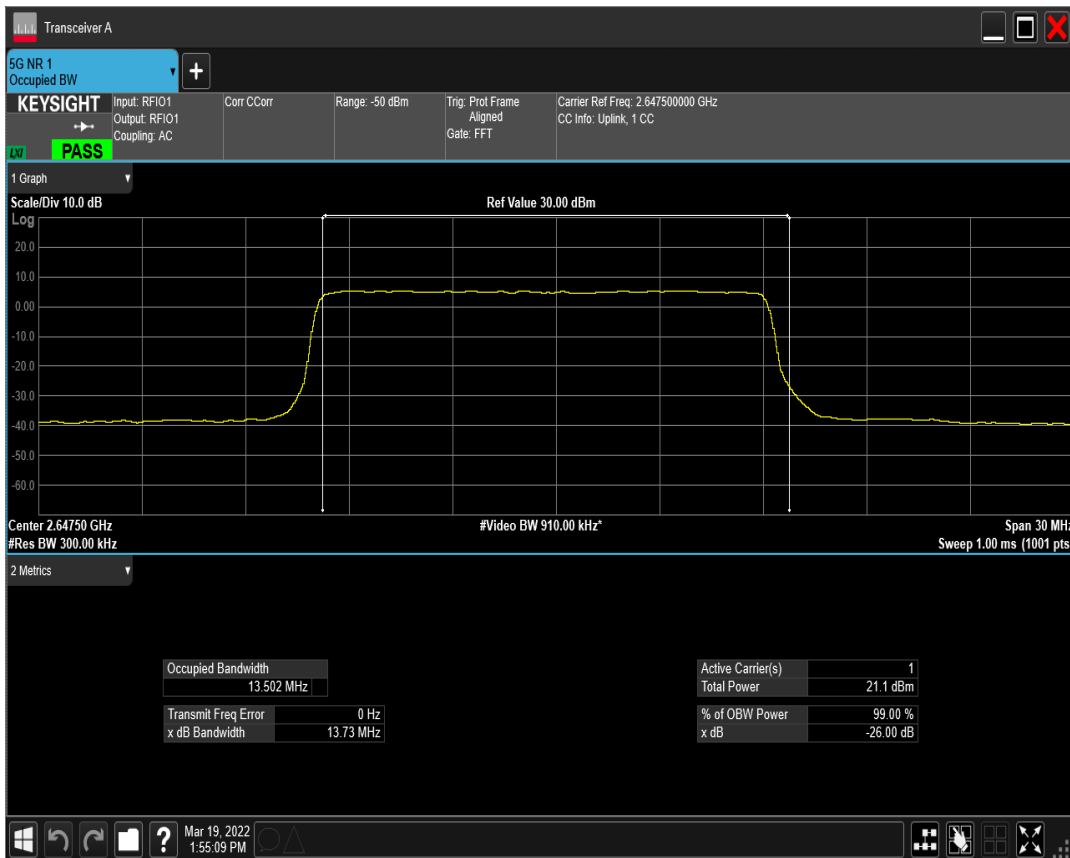 Transceiver A
5G NR 1
Occupied BW
+
KEYSIGHT
LXI
PASS
Input: RFIO1
Output: RFIO1
Coupling: AC
Corr CCorr
Range: -50 dBm
Trig: Prot Frame
Aligned
Gate: FFT
Carrier Ref Freq: 2.647500000 GHz
CC Info: Uplink, 1 CC
1 Graph
Scale/Div 10.0 dB
Ref Value 30.00 dBm
Log
20.0
10.0
0.00
-10.0
-20.0
-30.0
-40.0
-50.0
-60.0
Center 2.64750 GHz
#Video BW 910.00 kHz*
Span 30 MHz
#Res BW 300.00 kHz
Sweep 1.00 ms (1001 pts
2 Metrics
Occupied Bandwidth
13.502 MHz
Transmit Freq Error 0 Hz
x dB Bandwidth 13.73 MHz
Active Carrier(s) 1
Total Power 21.1 dBm
% of OBW Power 99.00 %
x dB -26.00 dB
?
Mar 19, 2022
1:55:09 PM